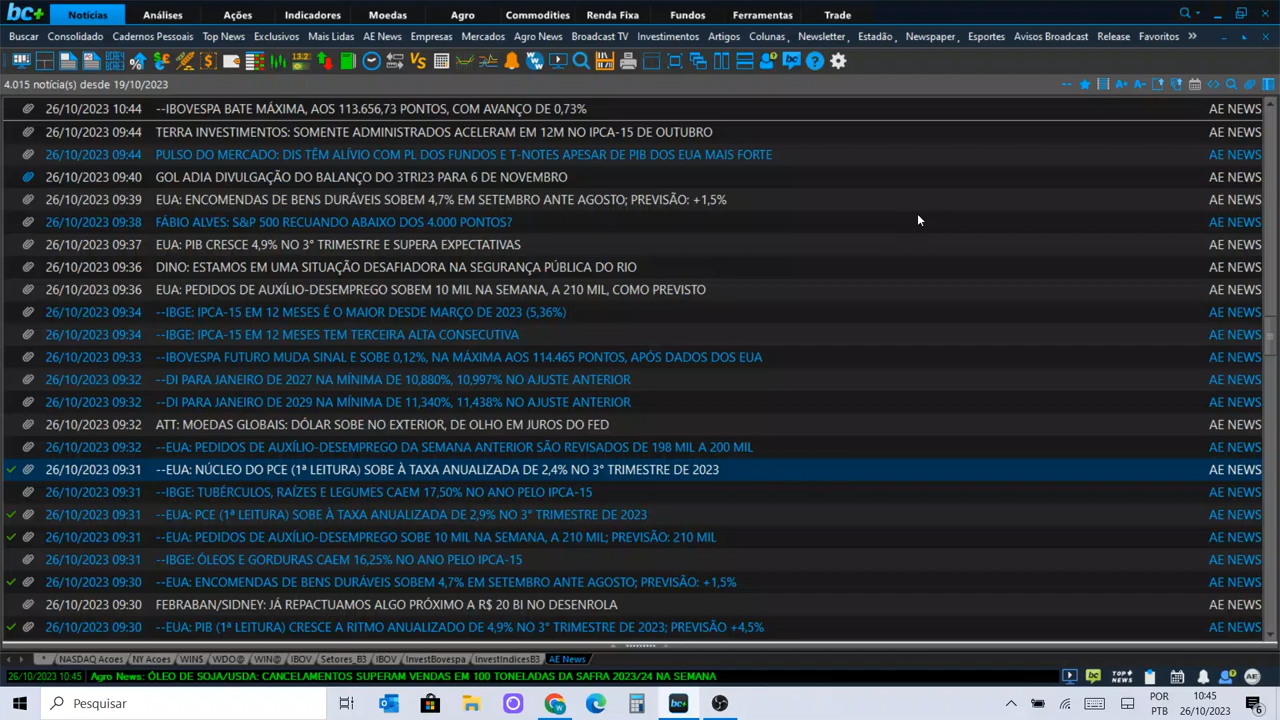 bc+ Notícias Análises Ações Indicadores Moedas Agro Commodities Renda Fixa Fundos Ferramentas Trade
Buscar Consolidado Cadernos Pessoais Top News Exclusivos Mais Lidas AE News Empresas Mercados Agro News Broadcast TV Investimentos Artigos Colunas Newsletter Estadão Newspaper Esportes Avisos Broadcast Release Favoritos
4.015 notícia(s) desde 19/10/2023
26/10/2023 10:44 --IBOVESPA BATE MÁXIMA, AOS 113.656,73 PONTOS, COM AVANÇO DE 0,73% AE NEWS
26/10/2023 09:44 TERRA INVESTIMENTOS: SOMENTE ADMINISTRADOS ACELERAM EM 12M NO IPCA-15 DE OUTUBRO AE NEWS
26/10/2023 09:44 PULSO DO MERCADO: DIS TÊM ALÍVIO COM PL DOS FUNDOS E T-NOTES APESAR DE PIB DOS EUA MAIS FORTE AE NEWS
26/10/2023 09:40 GOL ADIA DIVULGAÇÃO DO BALANÇO DO 3TRI23 PARA 6 DE NOVEMBRO AE NEWS
26/10/2023 09:39 EUA: ENCOMENDAS DE BENS DURÁVEIS SOBEM 4,7% EM SETEMBRO ANTE AGOSTO; PREVISÃO: +1,5% AE NEWS
26/10/2023 09:38 FÁBIO ALVES: S&P 500 RECUANDO ABAIXO DOS 4.000 PONTOS? AE NEWS
26/10/2023 09:37 EUA: PIB CRESCE 4,9% NO 3° TRIMESTRE E SUPERA EXPECTATIVAS AE NEWS
26/10/2023 09:36 DINO: ESTAMOS EM UMA SITUAÇÃO DESAFIADORA NA SEGURANÇA PÚBLICA DO RIO AE NEWS
26/10/2023 09:36 EUA: PEDIDOS DE AUXÍLIO-DESEMPREGO SOBEM 10 MIL NA SEMANA, A 210 MIL, COMO PREVISTO AE NEWS
26/10/2023 09:34 --IBGE: IPCA-15 EM 12 MESES É O MAIOR DESDE MARÇO DE 2023 (5,36%) AE NEWS
26/10/2023 09:34 --IBGE: IPCA-15 EM 12 MESES TEM TERCEIRA ALTA CONSECUTIVA AE NEWS
26/10/2023 09:33 --IBOVESPA FUTURO MUDA SINAL E SOBE 0,12%, NA MÁXIMA AOS 114.465 PONTOS, APÓS DADOS DOS EUA AE NEWS
26/10/2023 09:32 --DI PARA JANEIRO DE 2027 NA MÍNIMA DE 10,880%, 10,997% NO AJUSTE ANTERIOR AE NEWS
26/10/2023 09:32 --DI PARA JANEIRO DE 2029 NA MÍNIMA DE 11,340%, 11,438% NO AJUSTE ANTERIOR AE NEWS
26/10/2023 09:32 ATT: MOEDAS GLOBAIS: DÓLAR SOBE NO EXTERIOR, DE OLHO EM JUROS DO FED AE NEWS
26/10/2023 09:32 --EUA: PEDIDOS DE AUXÍLIO-DESEMPREGO DA SEMANA ANTERIOR SÃO REVISADOS DE 198 MIL A 200 MIL AE NEWS
26/10/2023 09:31 --EUA: NÚCLEO DO PCE (1ª LEITURA) SOBE À TAXA ANUALIZADA DE 2,4% NO 3° TRIMESTRE DE 2023 AE NEWS
26/10/2023 09:31 --IBGE: TUBÉRCULOS, RAÍZES E LEGUMES CAEM 17,50% NO ANO PELO IPCA-15 AE NEWS
26/10/2023 09:31 --EUA: PCE (1ª LEITURA) SOBE À TAXA ANUALIZADA DE 2,9% NO 3° TRIMESTRE DE 2023 AE NEWS
26/10/2023 09:31 --EUA: PEDIDOS DE AUXÍLIO-DESEMPREGO SOBE 10 MIL NA SEMANA, A 210 MIL; PREVISÃO: 210 MIL AE NEWS
26/10/2023 09:31 --IBGE: ÓLEOS E GORDURAS CAEM 16,25% NO ANO PELO IPCA-15 AE NEWS
26/10/2023 09:30 --EUA: ENCOMENDAS DE BENS DURÁVEIS SOBEM 4,7% EM SETEMBRO ANTE AGOSTO; PREVISÃO: +1,5% AE NEWS
26/10/2023 09:30 FEBRABAN/SIDNEY: JÁ REPACTUAMOS ALGO PRÓXIMO A R$ 20 BI NO DESENROLA AE NEWS
26/10/2023 09:30 --EUA: PIB (1ª LEITURA) CRESCE A RITMO ANUALIZADO DE 4,9% NO 3° TRIMESTRE DE 2023; PREVISÃO +4,5% AE NEWS
* NASDAQ Acoes NY Acoes WIN$ WDO@ WIN@ IBOV Setores_B3 IBOV InvestBovespa InvestIndicesB3 AE News
26/10/2023 10:45 Agro News: ÓLEO DE SOJA/USDA: CANCELAMENTOS SUPERAM VENDAS EM 100 TONELADAS DA SAFRA 2023/24 NA SEMANA
Pesquisar POR 10:45
PTB 26/10/2023 6